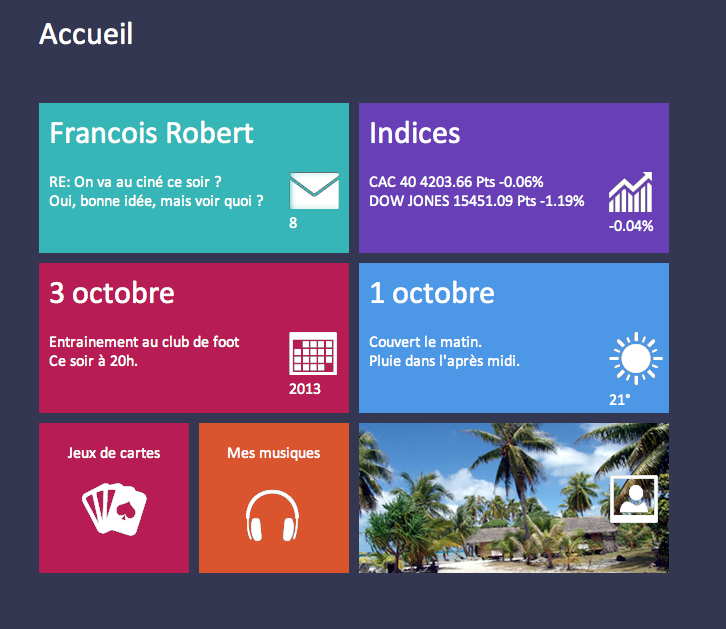 Accueil
Francois Robert
RE: On va au ciné ce soir ?
Oui, bonne idée, mais voir quoi ?
8
Indices
CAC 40 4203.66 Pts -0.06%
DOW JONES 15451.09 Pts -1.19%
-0.04%
3 octobre
Entrainement au club de foot
Ce soir à 20h.
2013
1 octobre
Couvert le matin.
Pluie dans l'après midi.
21°
Jeux de cartes
Mes musiques